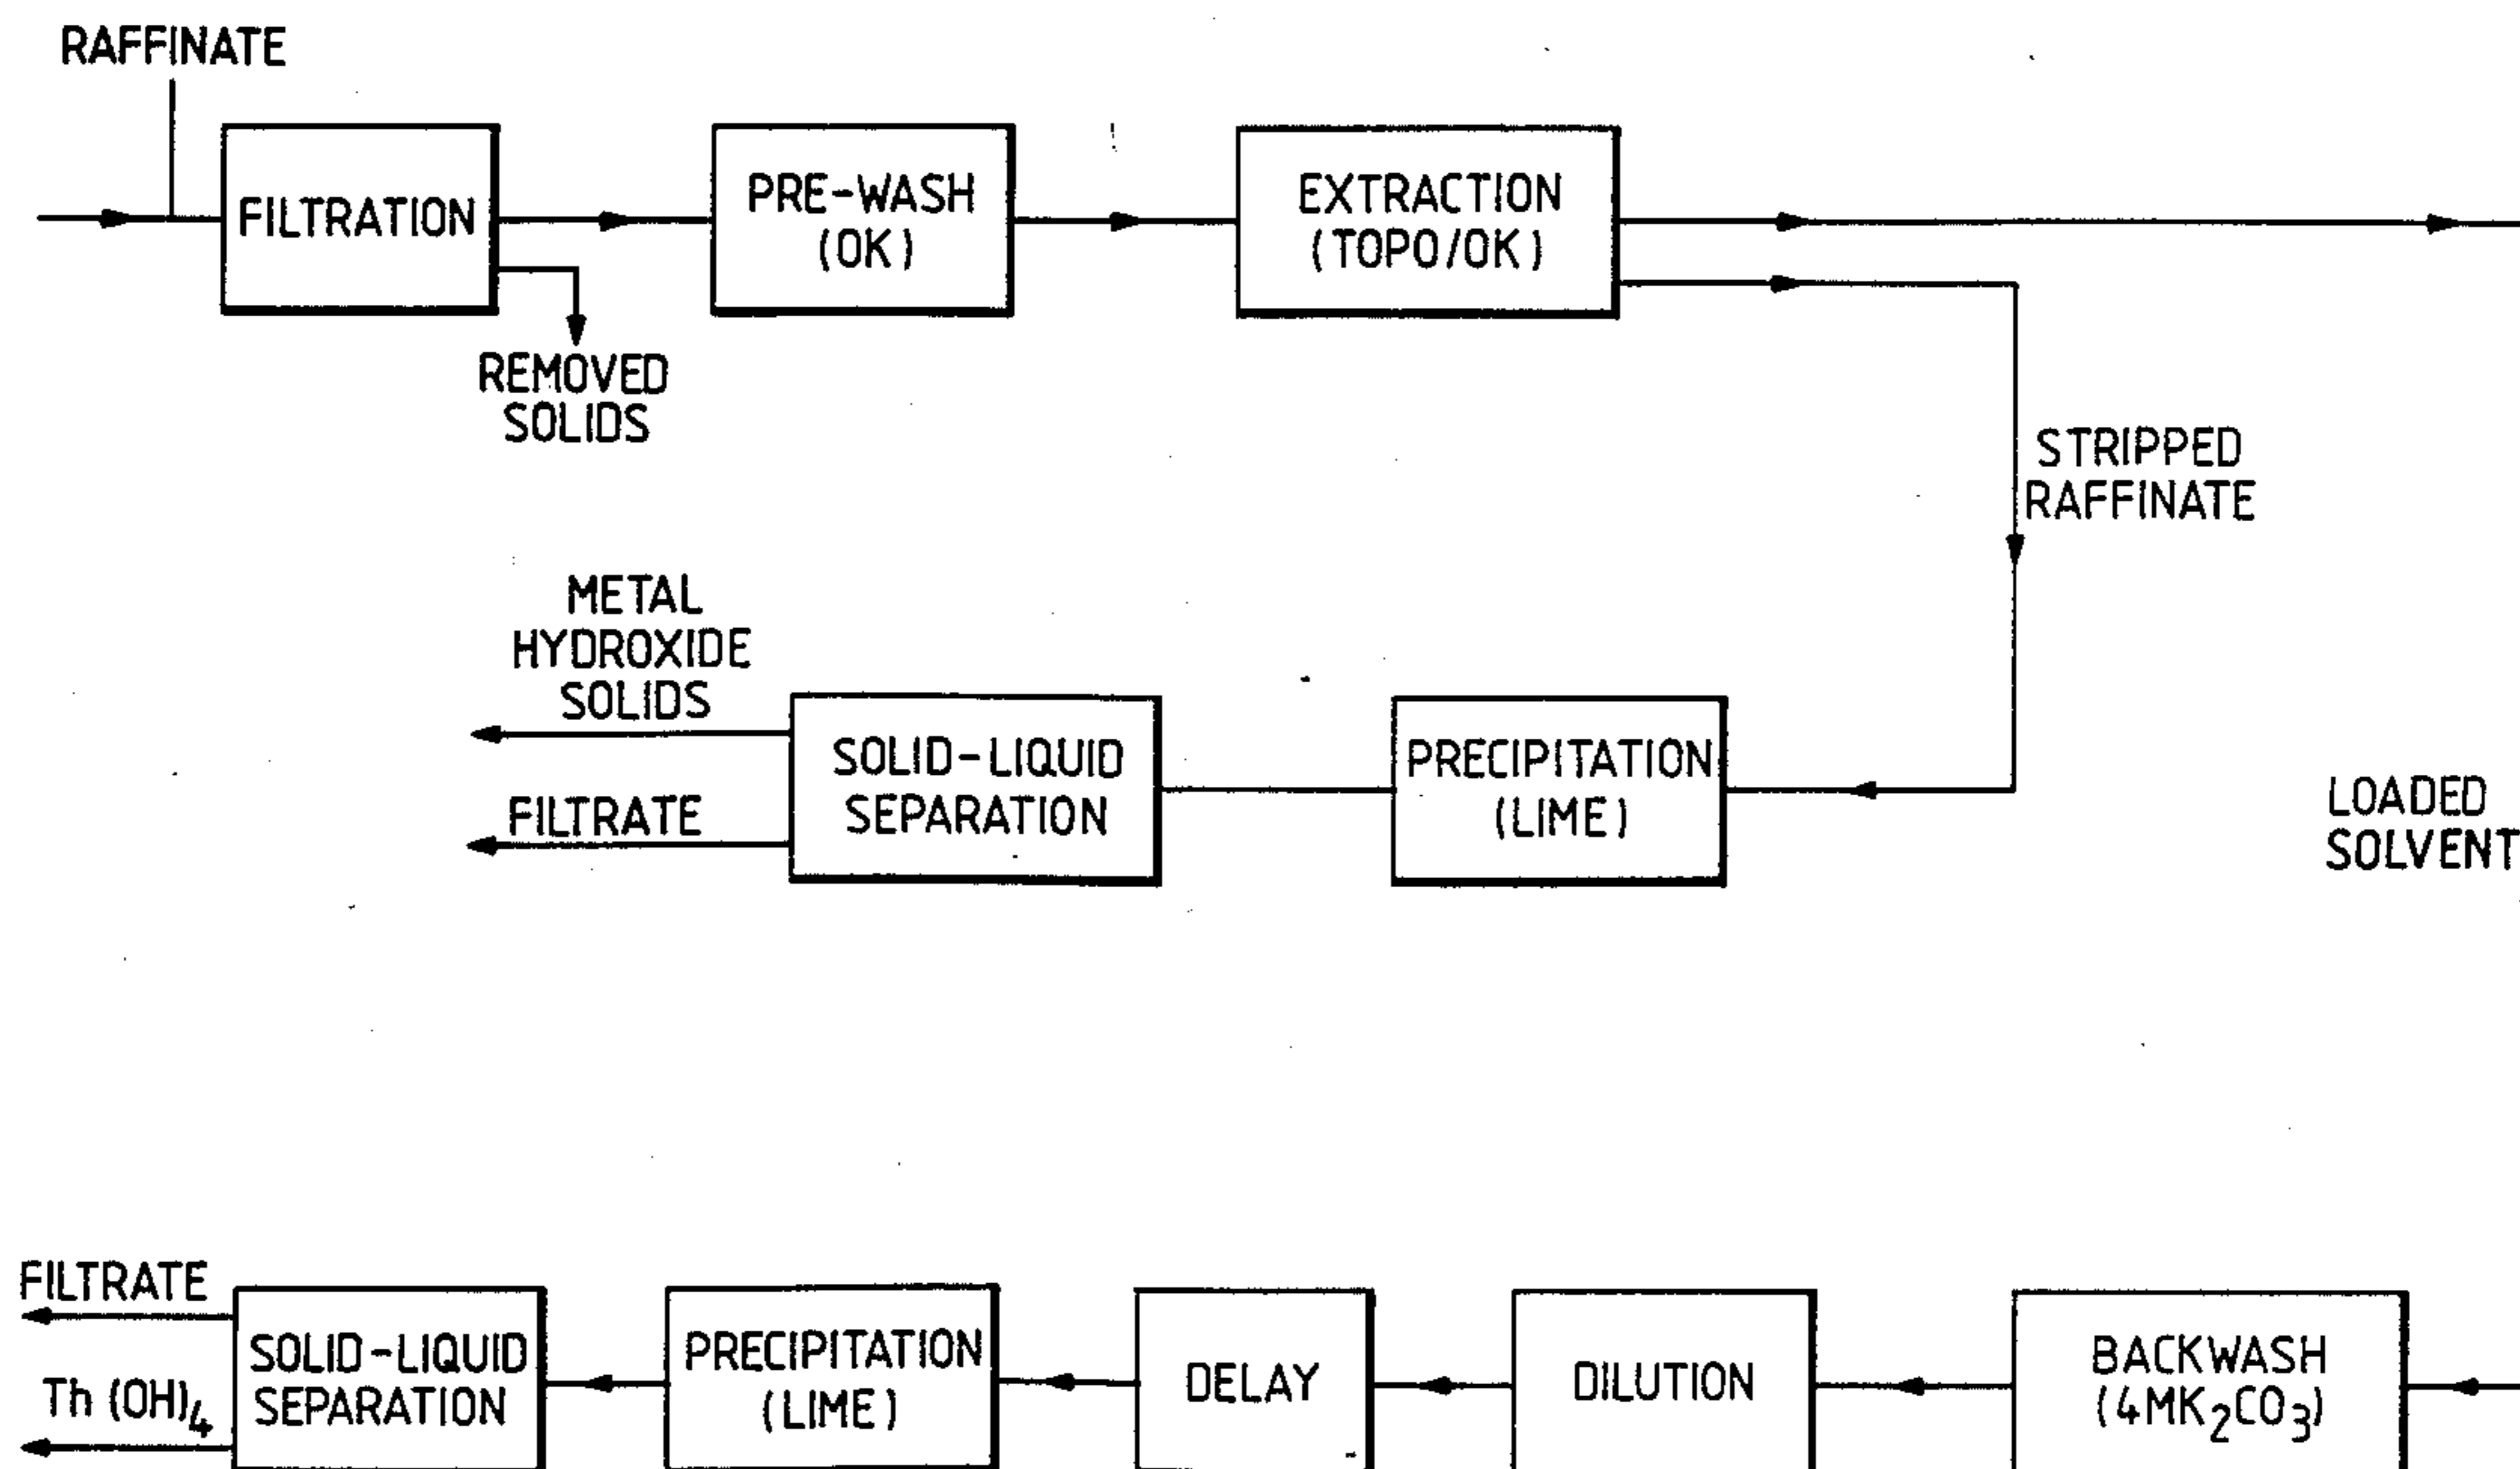 RAFFINATE
FILTRATION
PRE-WASH
(OK)
EXTRACTION
(TOPO/OK)
REMOVED
SOLIDS
STRIPPED
RAFFINATE
METAL
HYDROXIDE
SOLIDS
FILTRATE
SOLID-LIQUID
SEPARATION
PRECIPITATION
(LIME)
LOADED
SOLVENT
FILTRATE
Th (OH)₄
SOLID-LIQUID
SEPARATION
PRECIPITATION
(LIME)
DELAY
DILUTION
BACKWASH
(4MK₂CO₃)